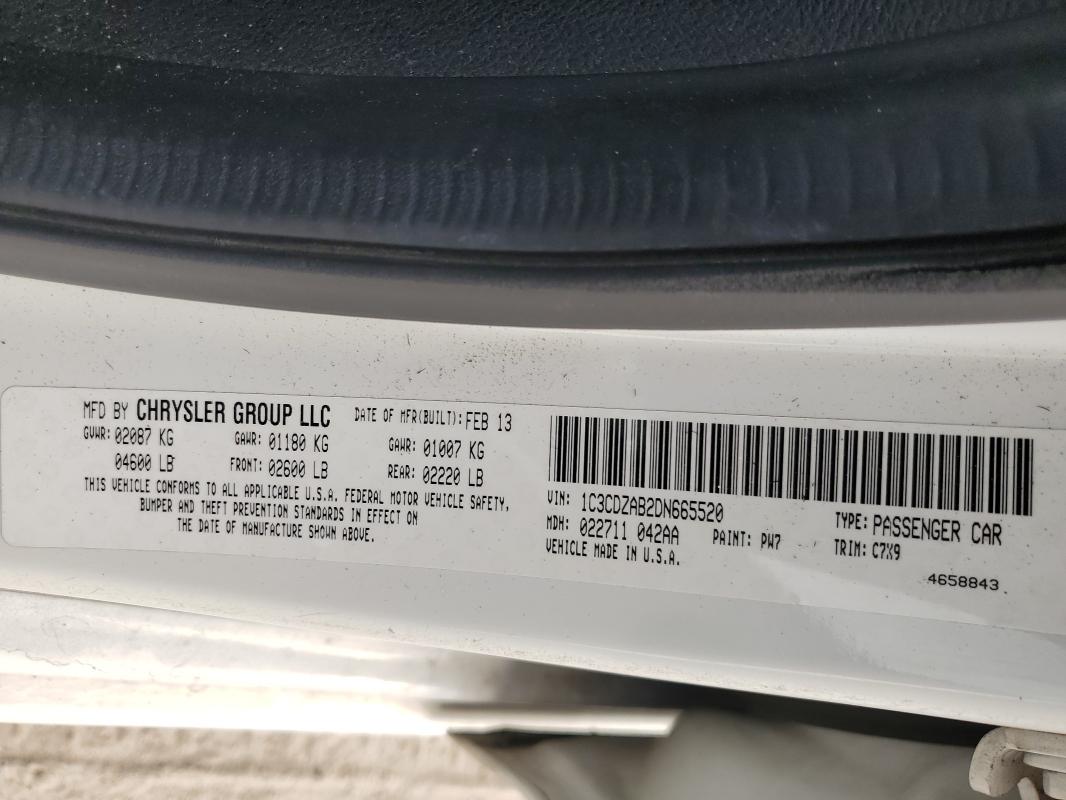 MFD BY CHRYSLER GROUP LLC DATE OF MFR(BUILT): FEB 13
GVWR: 02087 KG GAWR: 01180 KG GAWR: 01007 KG
04600 LB FRONT: 02600 LB REAR: 02220 LB
THIS VEHICLE CONFORMS TO ALL APPLICABLE U.S.A. FEDERAL MOTOR VEHICLE SAFETY,
BUMPER AND THEFT PREVENTION STANDARDS IN EFFECT ON
THE DATE OF MANUFACTURE SHOWN ABOVE.
VIN: 1C3CDZAB2DN665520 TYPE: PASSENGER CAR
MDH: 022711 042AA PAINT: PW7 TRIM: C7X9
VEHICLE MADE IN U.S.A.
4658843